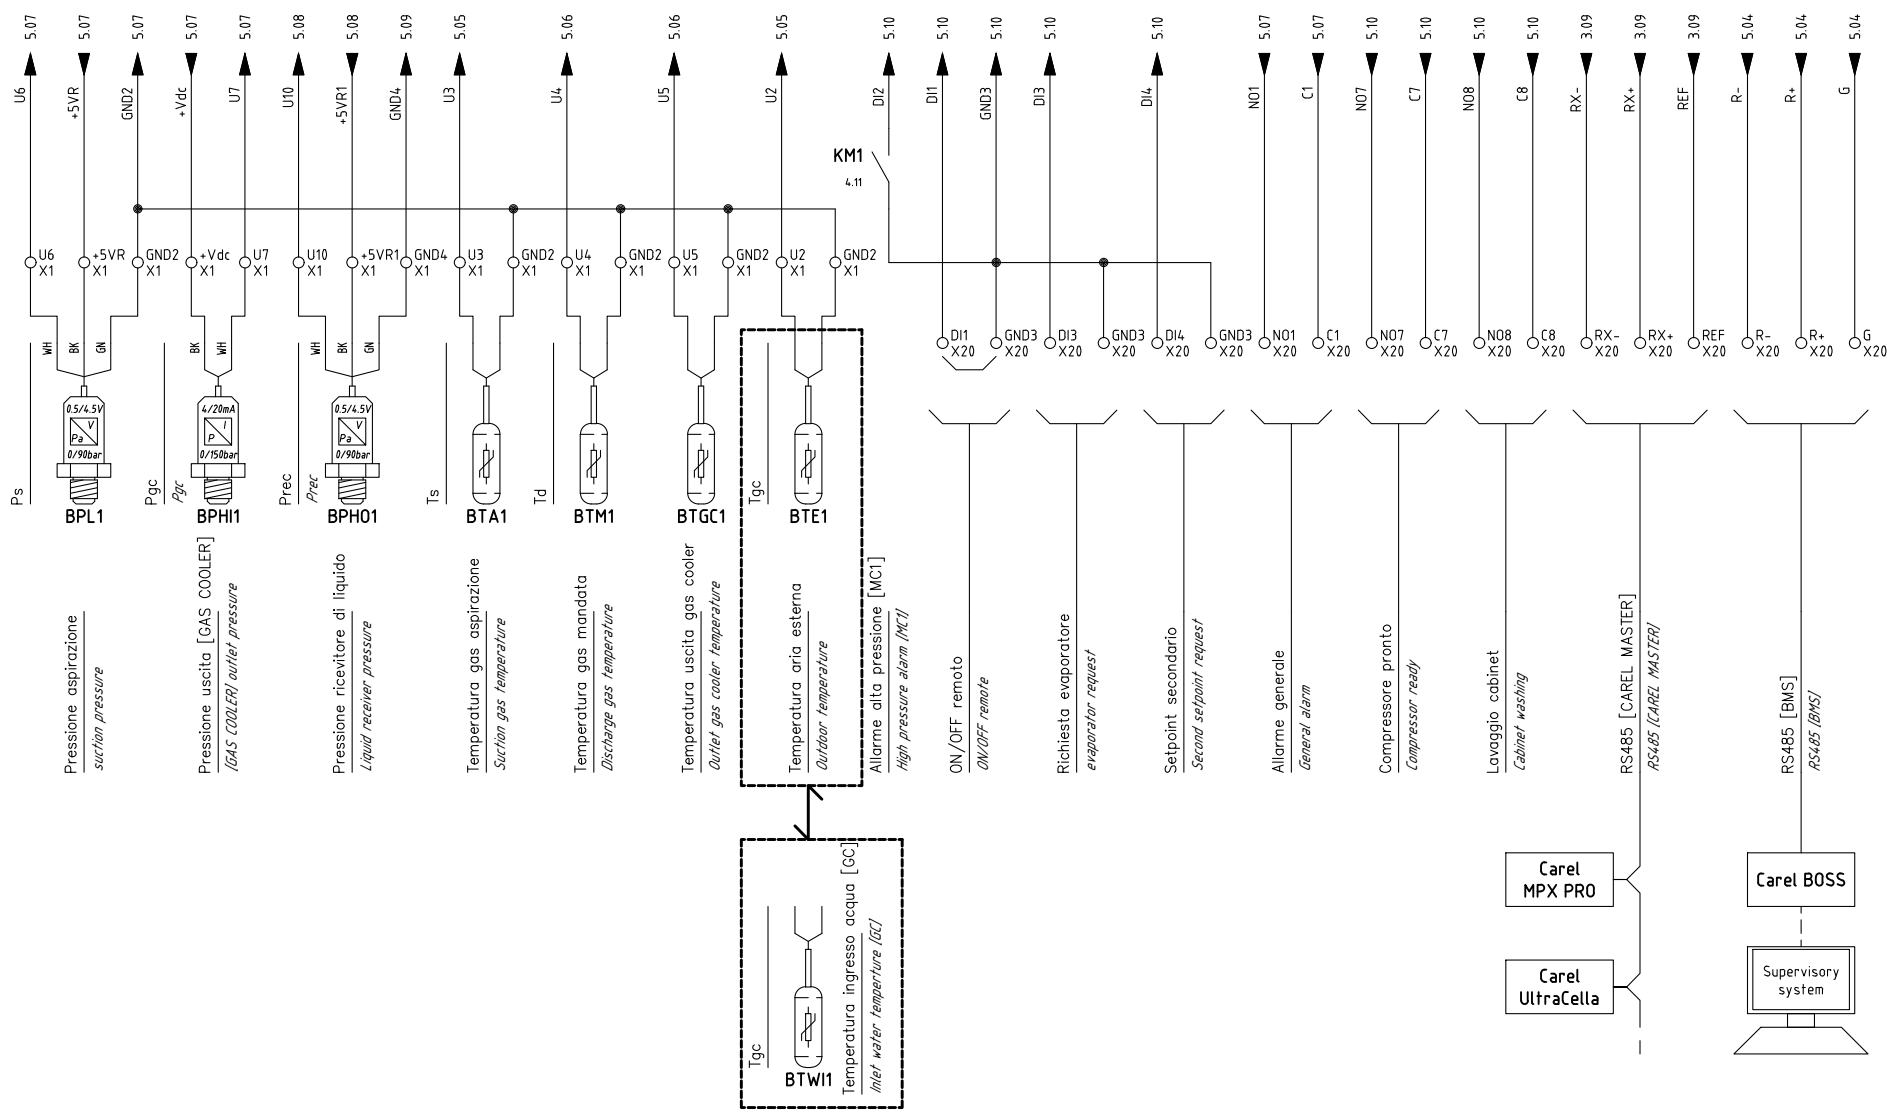 5.07 5.07 5.07 5.07 5.07 5.08 5.08 5.09 5.05 5.06 5.06 5.05 5.10 5.10 5.10 5.10 5.10 5.07 5.07 5.10 5.10 5.10 5.10 3.09 3.09 3.09 5.04 5.04 5.04
U6 +5VR GND2 +Vdc U7 U10 +5VR1 GND4 U3 U4 U5 U2 DI2 DI1 GND3 DI3 DI4 NO1 C1 NO7 C7 NO8 C8 RX- RX+ REF R- R+ G
KM1
4.11
U6 +5VR GND2 +Vdc U7 U10 +5VR1 GND4 U3 GND2 U4 GND2 U5 GND2 U2 GND2
X1 X1 X1 X1 X1 X1 X1 X1 X1 X1 X1 X1 X1 X1 X1 X1
DI1 GND3 DI3 GND3 DI4 GND3 NO1 C1 NO7 C7 NO8 C8 RX- RX+ REF R- R+ G
X20 X20 X20 X20 X20 X20 X20 X20 X20 X20 X20 X20 X20 X20 X20 X20 X20 X20
WH BK GN BK WH WH BK GN
0.5/4.5V 4/20mA 0.5/4.5V
V I V
Pa P Pa
0/90bar 0/150bar 0/90bar
Ps
Pgc
Pgc
Prec
Prec
Ts
Td
Tgc
BPL1 BPHI1 BPHO1 BTA1 BTM1 BTGC1 BTE1
Pressione aspirazione
suction pressure
Pressione uscita [GAS COOLER]
[GAS COOLER] outlet pressure
Pressione ricevitore di liquido
Liquid receiver pressure
Temperatura gas aspirazione
Suction gas temperature
Temperatura gas mandata
Discharge gas temperature
Temperatura uscita gas cooler
Outlet gas cooler temperature
Temperatura aria esterna
Outdoor temperature
Allarme alta pressione [MC1]
High pressure alarm [MC1]
ON/OFF remoto
ON/OFF remote
Richiesta evaporatore
evaporator request
Setpoint secondario
Second setpoint request
Allarme generale
General alarm
Compressore pronto
Compressor ready
Lavaggio cabinet
Cabinet washing
RS485 [CAREL MASTER]
RS485 [CAREL MASTER]
RS485 [BMS]
RS485 [BMS]
Tgc
BTWI1
Temperatura ingresso acqua [GC]
Inlet water temperture [GC]
Carel
MPX PRO
Carel
UltraCella
Carel BOSS
Supervisory
system